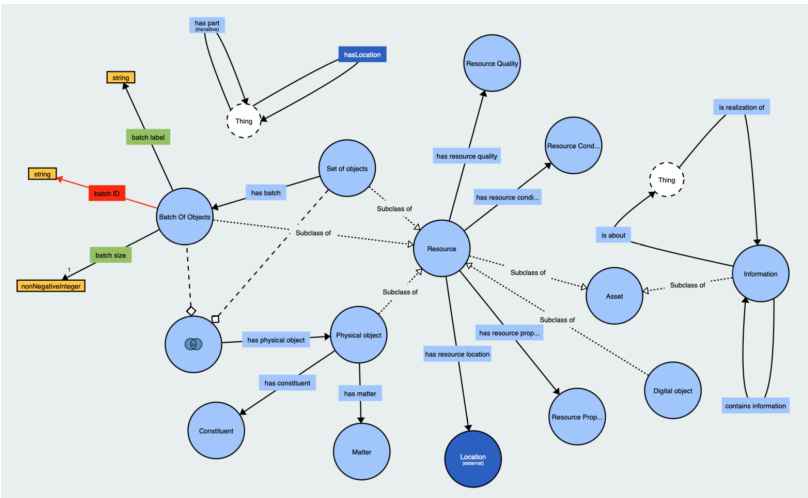 has part
(transitive)
hasLocation
Thing
Resource Quality
string
batch label
string
batch ID
Batch Of Objects
batch size
1
nonNegativeInteger
Set of objects
has batch
Subclass of
Subclass of
has resource quality
Resource Cond...
has resource condi...
Resource
is realization of
Thing
is about
Information
Subclass of
Subclass of
Asset
contains information
Subclass of
Physical object
has physical object
has constituent
has matter
Constituent
Matter
has resource location
has resource prop...
Subclass of
Digital object
Resource Prop...
Location
(external)